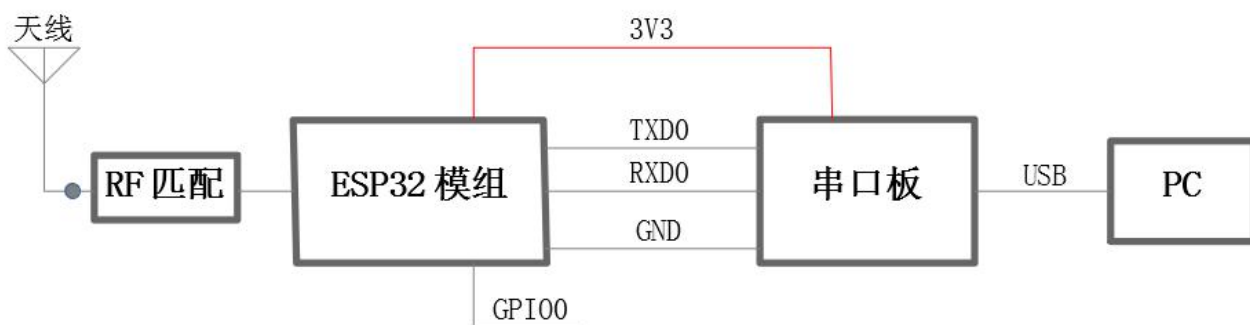 天线
3V3
TXD0
RF 匹配
ESP32 模组
RXD0
串口板
USB
PC
GND
GPIO0